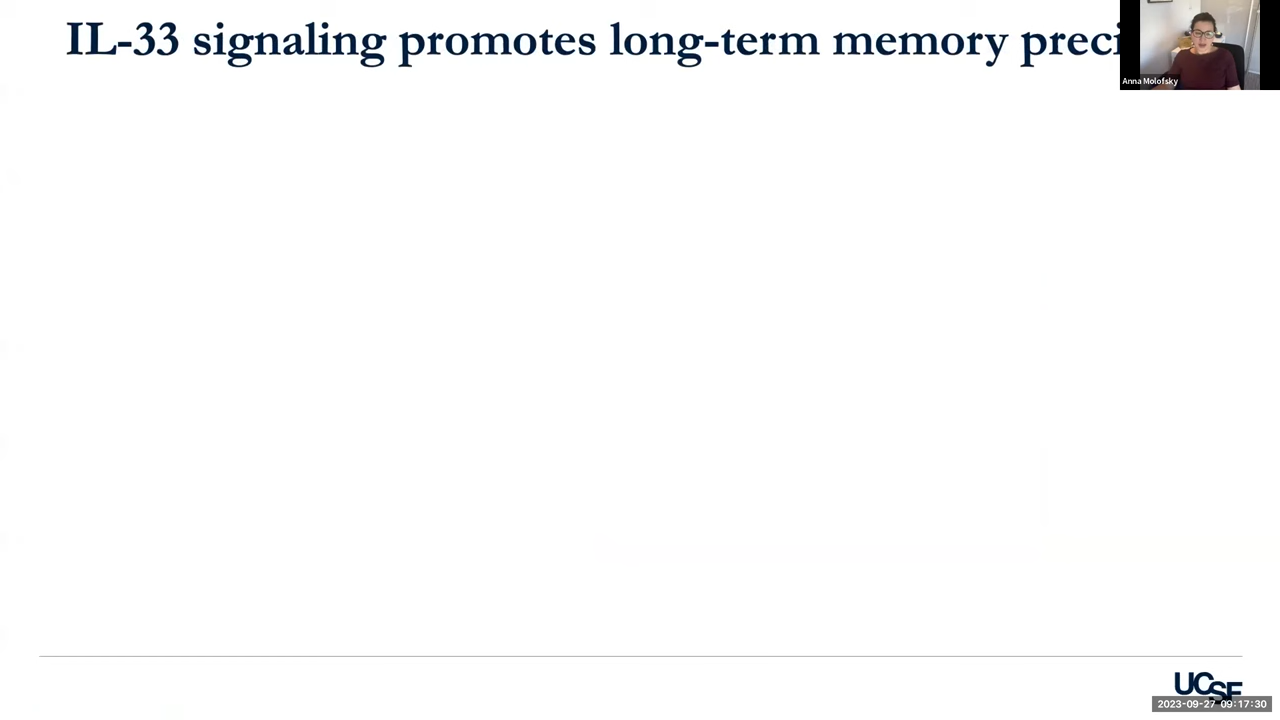 IL-33 signaling promotes long-term memory preci
Anna Molofsky
UCSF
2023-09-27 09:17:30